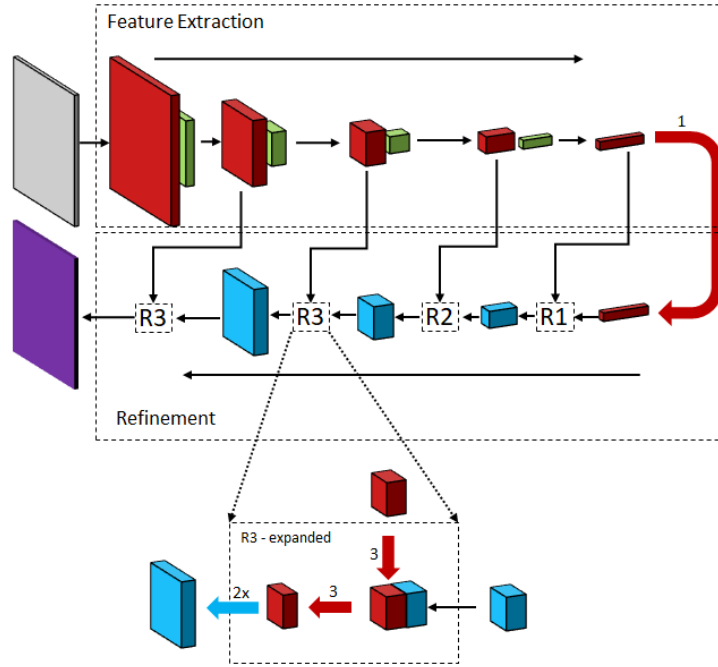 Feature Extraction
1
R3
R3
R2
R1
Refinement
R3 - expanded
3
2x
3